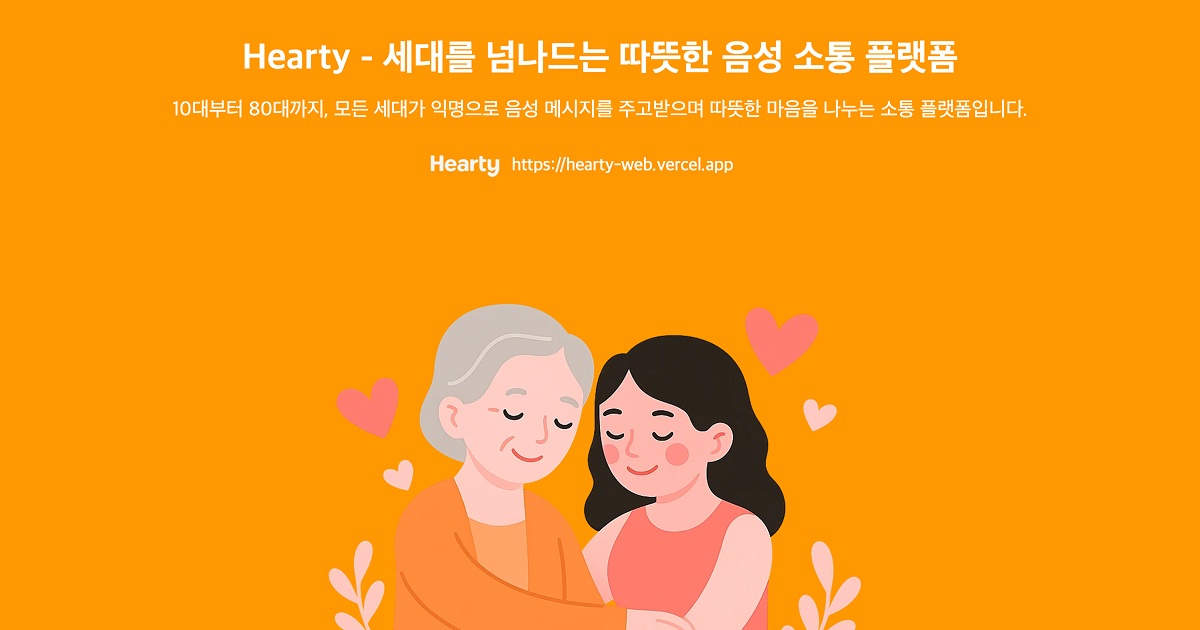 Hearty - 세대를 넘나드는 따뜻한 음성 소통 플랫폼
10대부터 80대까지, 모든 세대가 익명으로 음성 메시지를 주고받으며 따뜻한 마음을 나누는 소통 플랫폼입니다.
Hearty https://hearty-web.vercel.app